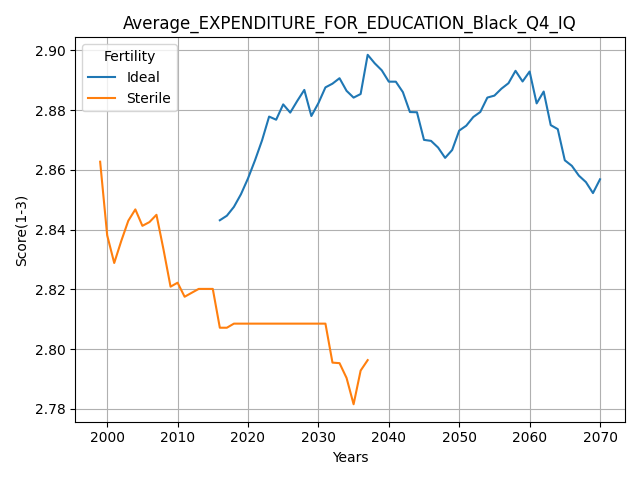 Average_EXPENDITURE_FOR_EDUCATION_Black_Q4_IQ
Fertility
Ideal
Sterile
Score(1-3)
2.90
2.88
2.86
2.84
2.82
2.80
2.78
2000 2010 2020 2030 2040 2050 2060 2070
Years